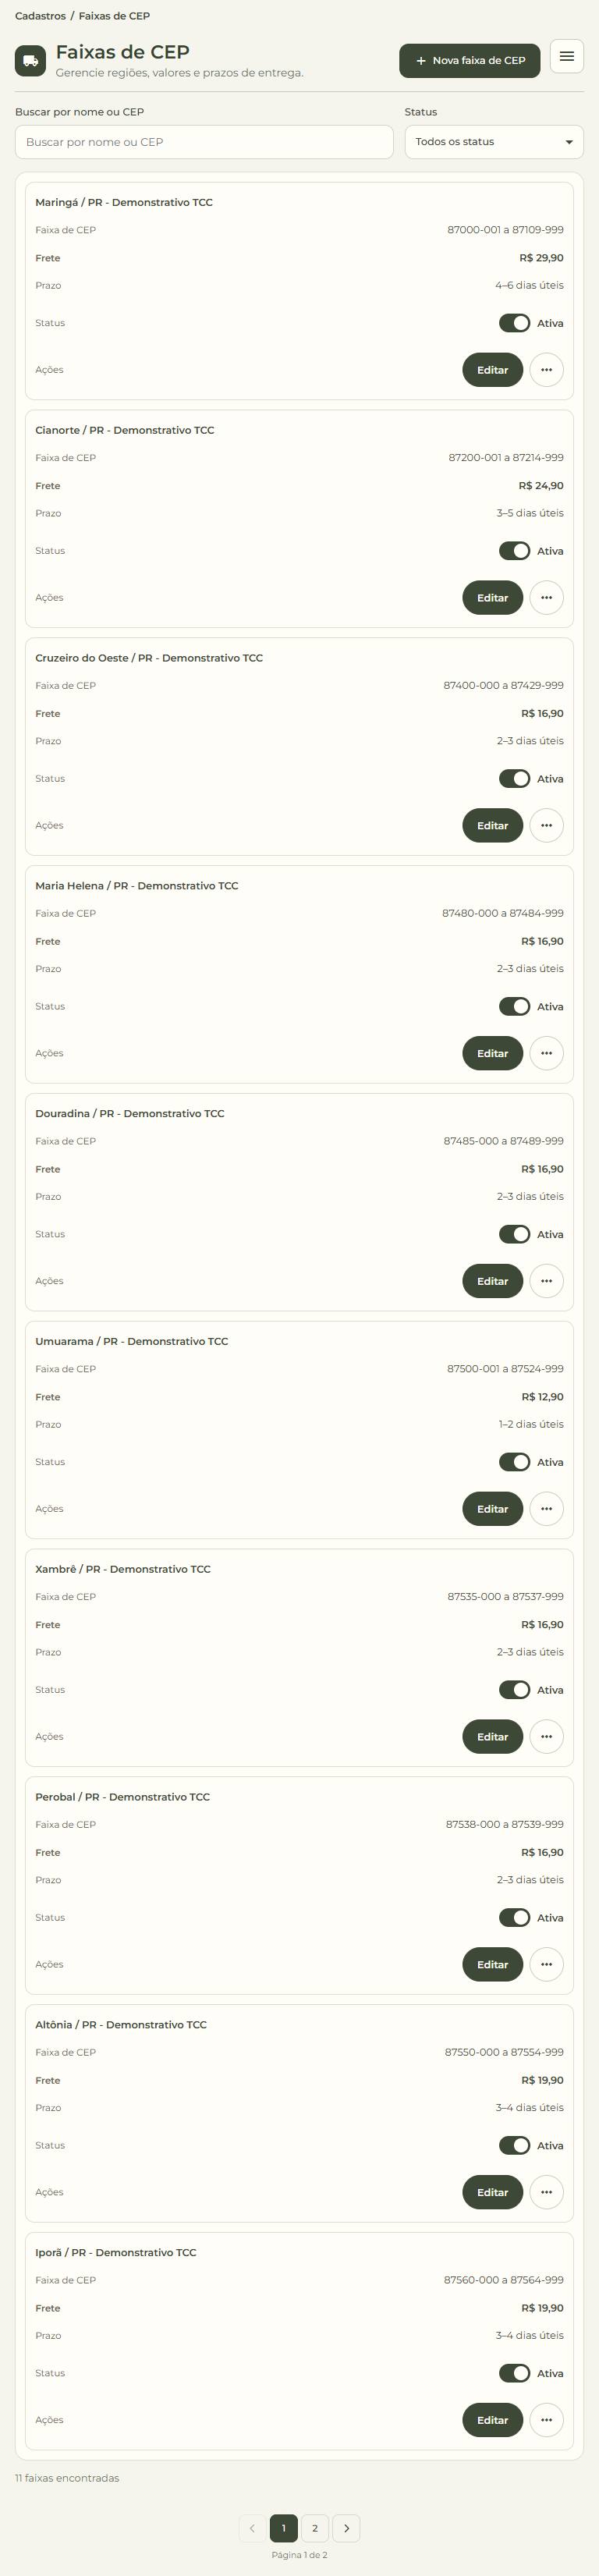 Cadastros / Faixas de CEP
Faixas de CEP
Gerencie regiões, valores e prazos de entrega.
+ Nova faixa de CEP
Buscar por nome ou CEP
Status
Buscar por nome ou CEP
Todos os status
Maringá / PR - Demonstrativo TCC
Faixa de CEP 87000-001 a 87109-999
Frete R$ 29,90
Prazo 4–6 dias úteis
Status Ativa
Ações Editar ...
Cianorte / PR - Demonstrativo TCC
Faixa de CEP 87200-001 a 87214-999
Frete R$ 24,90
Prazo 3–5 dias úteis
Status Ativa
Ações Editar ...
Cruzeiro do Oeste / PR - Demonstrativo TCC
Faixa de CEP 87400-000 a 87429-999
Frete R$ 16,90
Prazo 2–3 dias úteis
Status Ativa
Ações Editar ...
Maria Helena / PR - Demonstrativo TCC
Faixa de CEP 87480-000 a 87484-999
Frete R$ 16,90
Prazo 2–3 dias úteis
Status Ativa
Ações Editar ...
Douradina / PR - Demonstrativo TCC
Faixa de CEP 87485-000 a 87489-999
Frete R$ 16,90
Prazo 2–3 dias úteis
Status Ativa
Ações Editar ...
Umuarama / PR - Demonstrativo TCC
Faixa de CEP 87500-001 a 87524-999
Frete R$ 12,90
Prazo 1–2 dias úteis
Status Ativa
Ações Editar ...
Xambrê / PR - Demonstrativo TCC
Faixa de CEP 87535-000 a 87537-999
Frete R$ 16,90
Prazo 2–3 dias úteis
Status Ativa
Ações Editar ...
Perobal / PR - Demonstrativo TCC
Faixa de CEP 87538-000 a 87539-999
Frete R$ 16,90
Prazo 2–3 dias úteis
Status Ativa
Ações Editar ...
Altônia / PR - Demonstrativo TCC
Faixa de CEP 87550-000 a 87554-999
Frete R$ 19,90
Prazo 3–4 dias úteis
Status Ativa
Ações Editar ...
Iporã / PR - Demonstrativo TCC
Faixa de CEP 87560-000 a 87564-999
Frete R$ 19,90
Prazo 3–4 dias úteis
Status Ativa
Ações Editar ...
11 faixas encontradas
1 2
Página 1 de 2